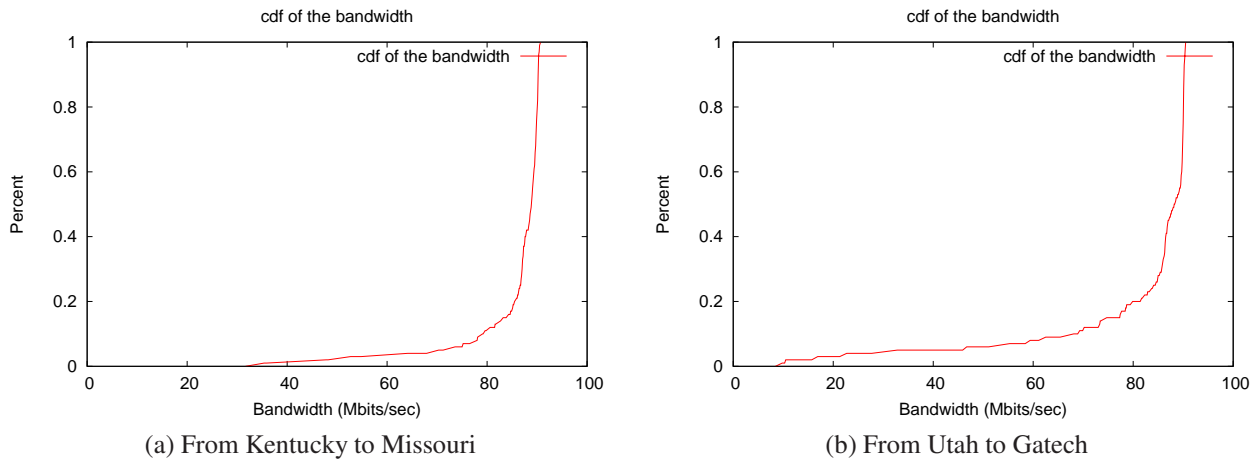 cdf of the bandwidth
1
0.8
0.6
0.4
0.2
0
Percent
cdf of the bandwidth
0 20 40 60 80 100
Bandwidth (Mbits/sec)
(a) From Kentucky to Missouri
cdf of the bandwidth
1
0.8
0.6
0.4
0.2
0
Percent
cdf of the bandwidth
0 20 40 60 80 100
Bandwidth (Mbits/sec)
(b) From Utah to Gatech